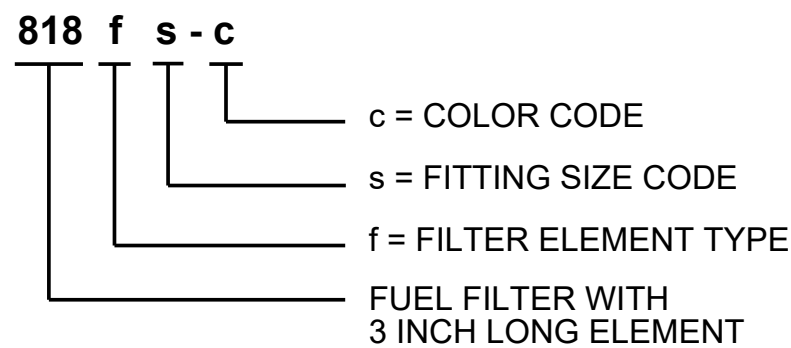 818 f s - c
c = COLOR CODE
s = FITTING SIZE CODE
f = FILTER ELEMENT TYPE
FUEL FILTER WITH
3 INCH LONG ELEMENT